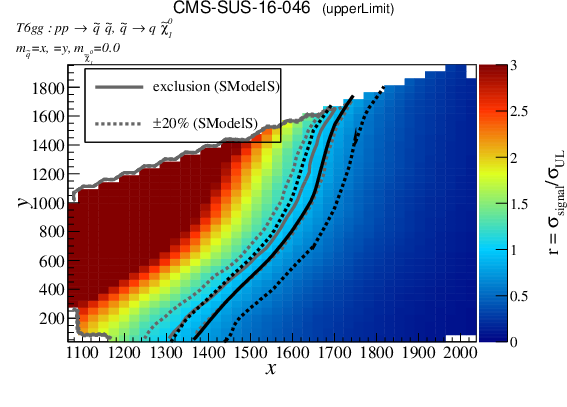 CMS-SUS-16-046 (upperLimit)
T6gg : pp → q̃ q̃, q̃ → q χ̃₁⁰
m_q̃=x, =y, m_χ̃₁⁰=0.0
exclusion (SModelS)
±20% (SModelS)
y
1800
1600
1400
1200
1000
800
600
400
200
1100 1200 1300 1400 1500 1600 1700 1800 1900 2000
x
3
2.5
2
1.5
1
0.5
0
r = σ_signal/σ_UL